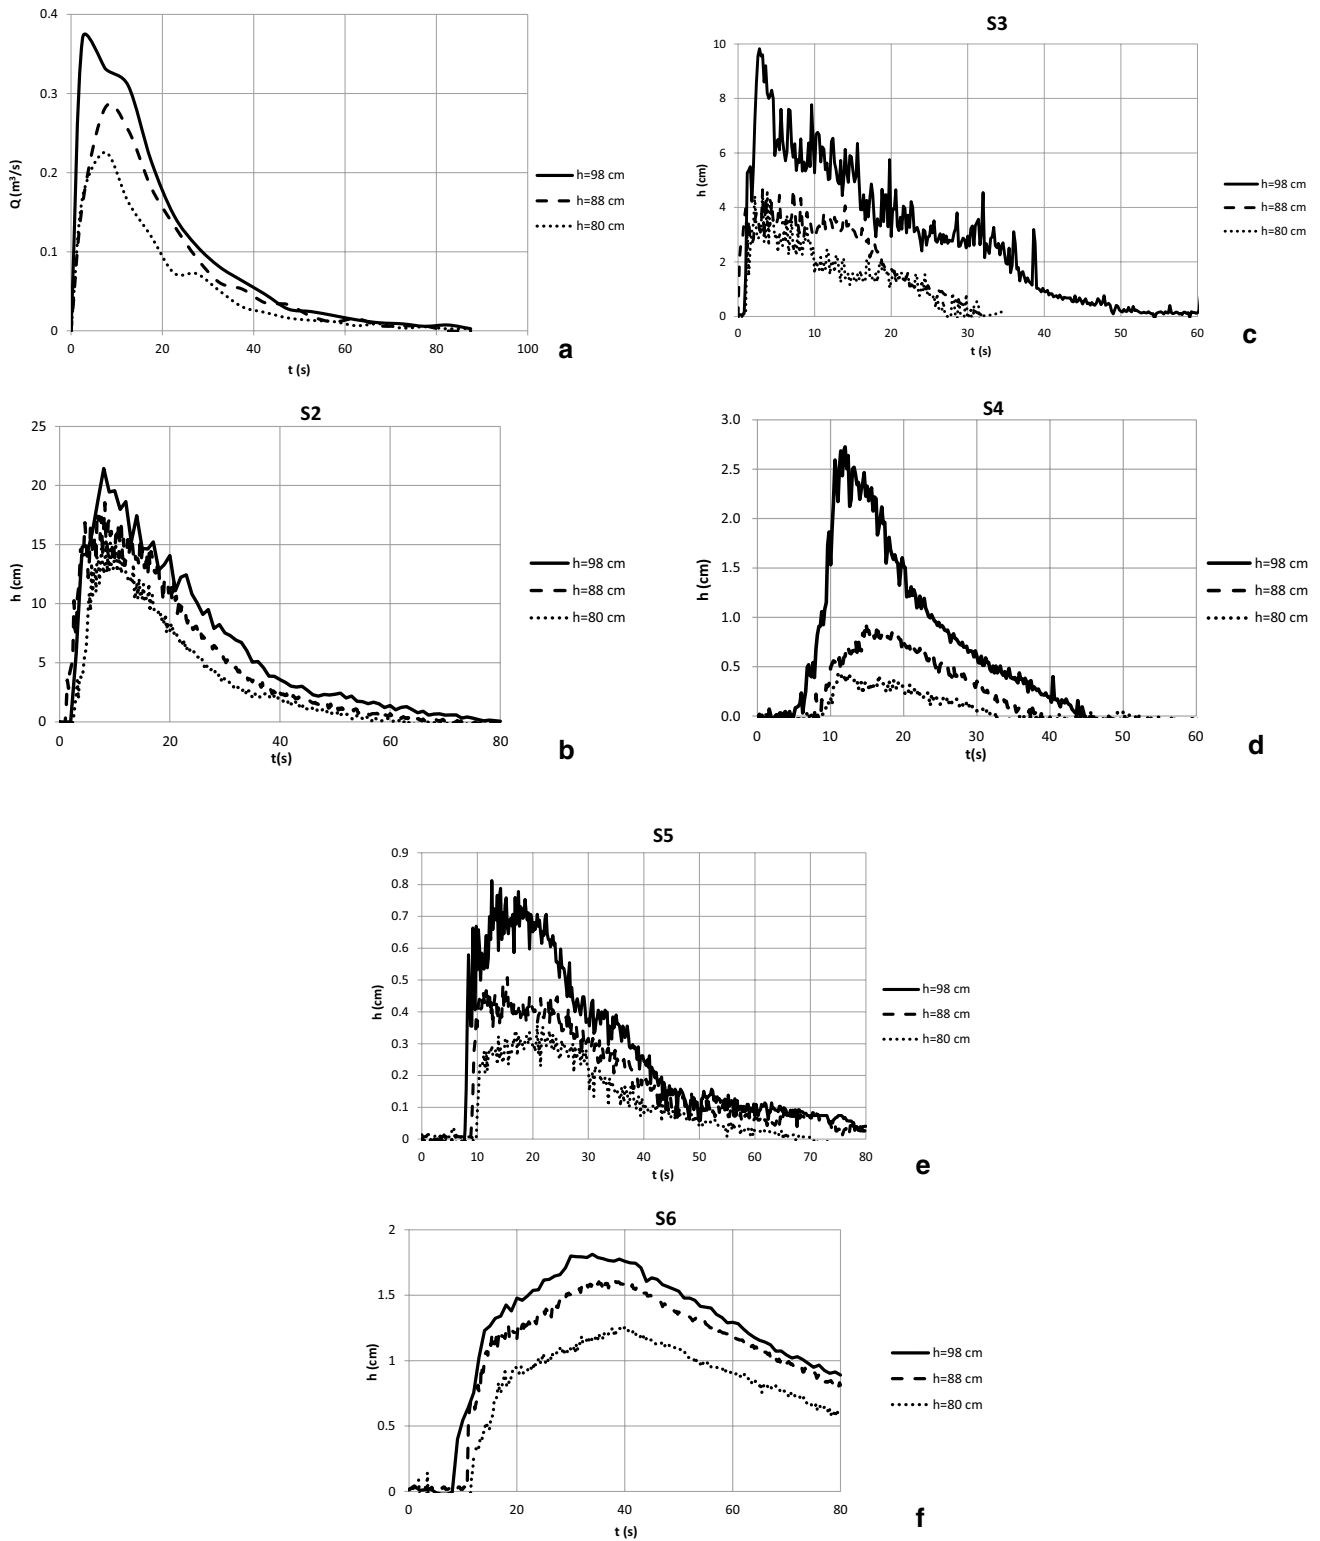 0.4
0.3
0.2
0.1
0
Q (m³/s)
0 20 40 60 80 100
t (s)
h=98 cm
h=88 cm
h=80 cm
a
S3
10
8
6
4
2
0
h (cm)
0 10 20 30 40 50 60
t (s)
h=98 cm
h=88 cm
h=80 cm
c
S2
25
20
15
10
5
0
h (cm)
0 20 40 60 80
t(s)
h=98 cm
h=88 cm
h=80 cm
b
S4
3.0
2.5
2.0
1.5
1.0
0.5
0.0
h (cm)
0 10 20 30 40 50 60
t(s)
h=98 cm
h=88 cm
h=80 cm
d
S5
0.9
0.8
0.7
0.6
0.5
0.4
0.3
0.2
0.1
0
h (cm)
0 10 20 30 40 50 60 70 80
t (s)
h=98 cm
h=88 cm
h=80 cm
e
S6
2
1.5
1
0.5
0
h (cm)
0 20 40 60 80
t (s)
h=98 cm
h=88 cm
h=80 cm
f